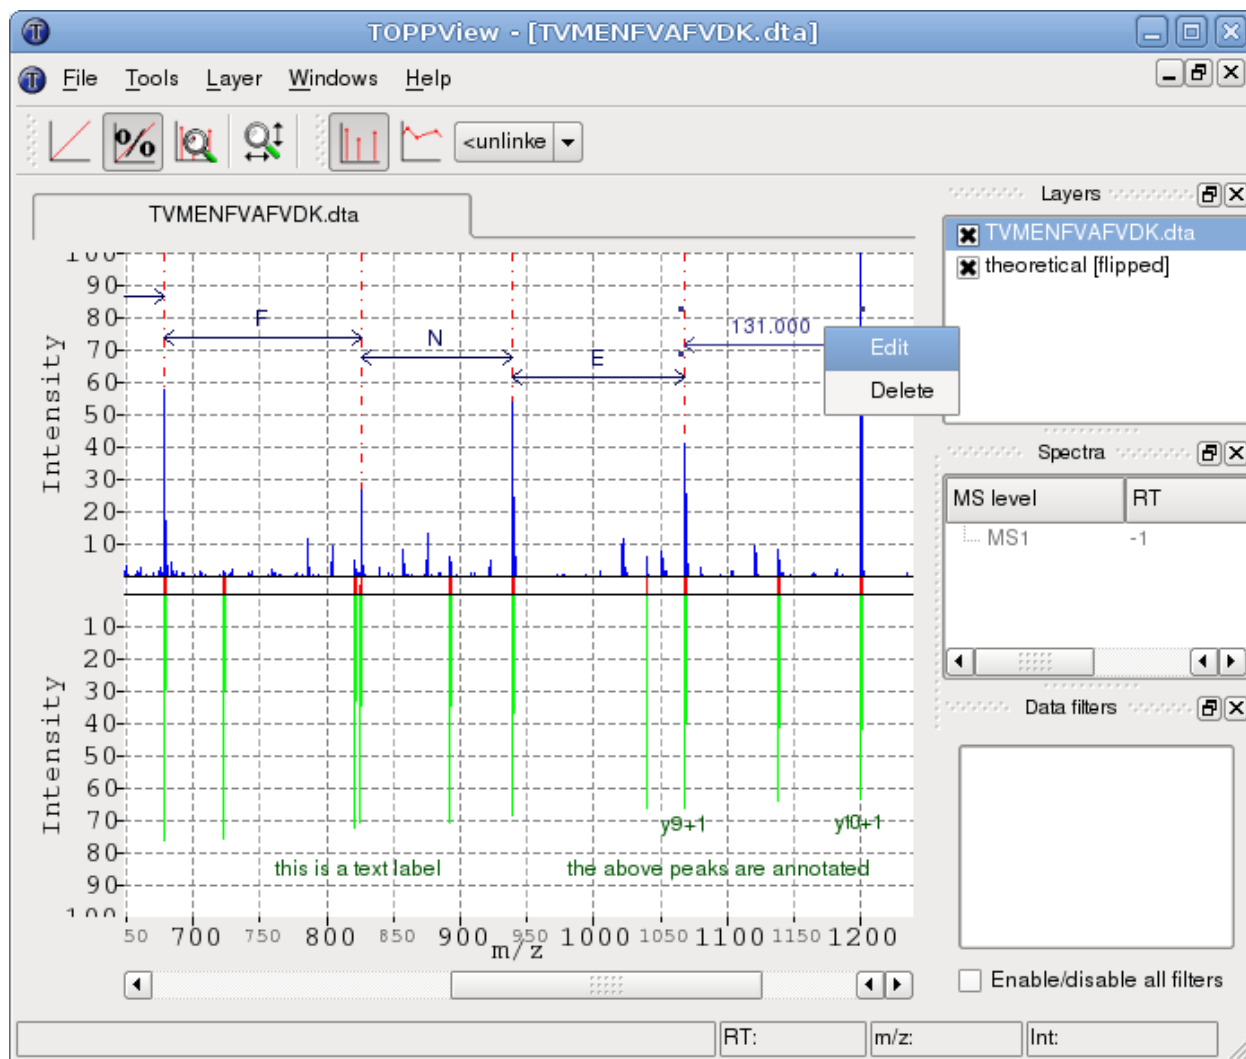 TOPPView - [TVMENFVAFVDK.dta]
File Tools Layer Windows Help
% <unlinke
TVMENFVAFVDK.dta
Layers
TVMENFVAFVDK.dta
theoretical [flipped]
100
90
80
70
60
50
40
30
20
10
Intensity
F
N
E
131.000
Edit
Delete
Spectra
MS level RT
MS1 -1
10
20
30
40
50
60
70
80
90
100
Intensity
y9+1 y10+1
this is a text label the above peaks are annotated
50 700 750 800 850 900 950 1000 1050 1100 1150 1200
m/z
Data filters
Enable/disable all filters
RT: m/z: Int: